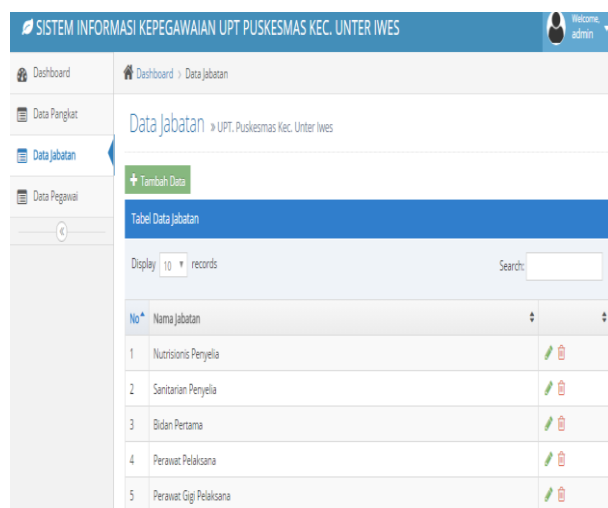 SISTEM INFORMASI KEPEGAWAIAN UPT PUSKESMAS KEC. UNTER IWES
Welcome,
admin
Dashboard
Data Pangkat
Data Jabatan
Data Pegawai
Dashboard > Data Jabatan
Data Jabatan » UPT. Puskesmas Kec. Unter Iwes
+ Tambah Data
Tabel Data Jabatan
Display 10 records Search:
No Nama Jabatan
1 Nutrisionis Penyelia
2 Sanitarian Penyelia
3 Bidan Pertama
4 Perawat Pelaksana
5 Perawat Gigi Pelaksana